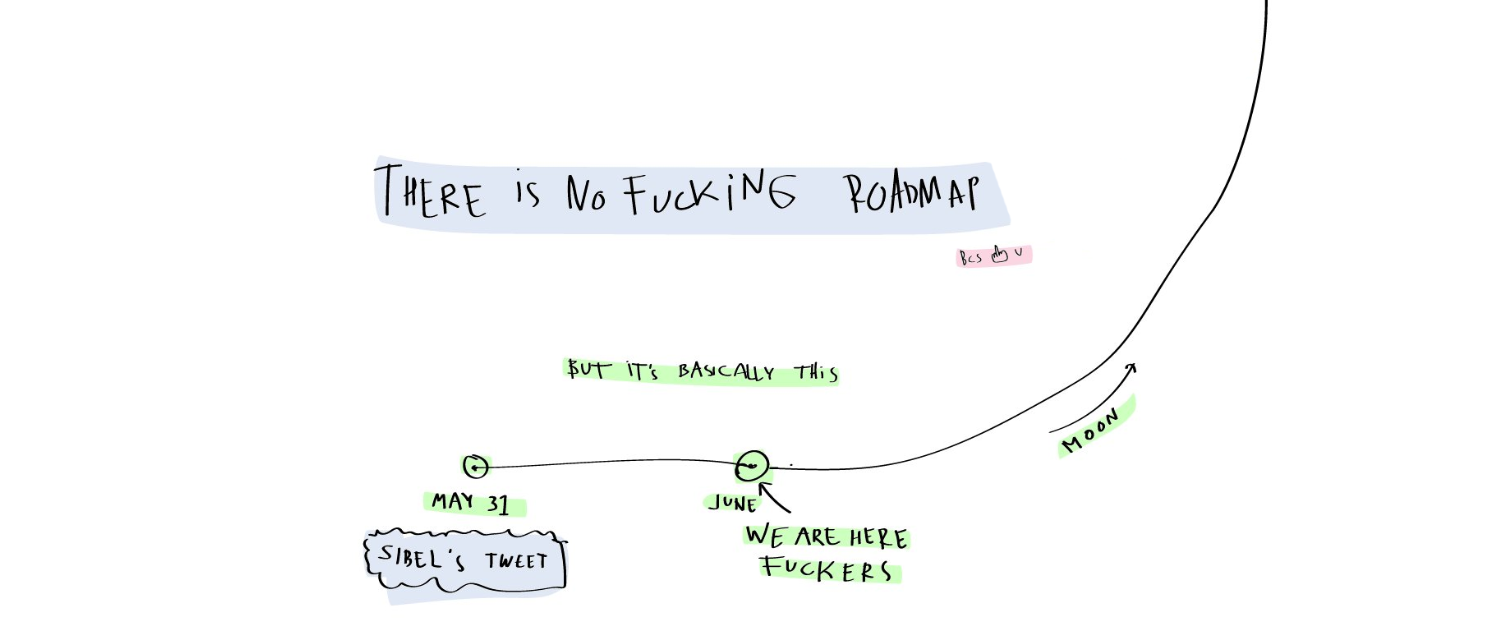 THERE iS No FUCKiNG ROADMAP
BCS U
BUT iT'S BASICALLY THiS
MOON
MAY 31
JUNE
SIBEL'S TWEET
WE ARE HERE
FUCKERS